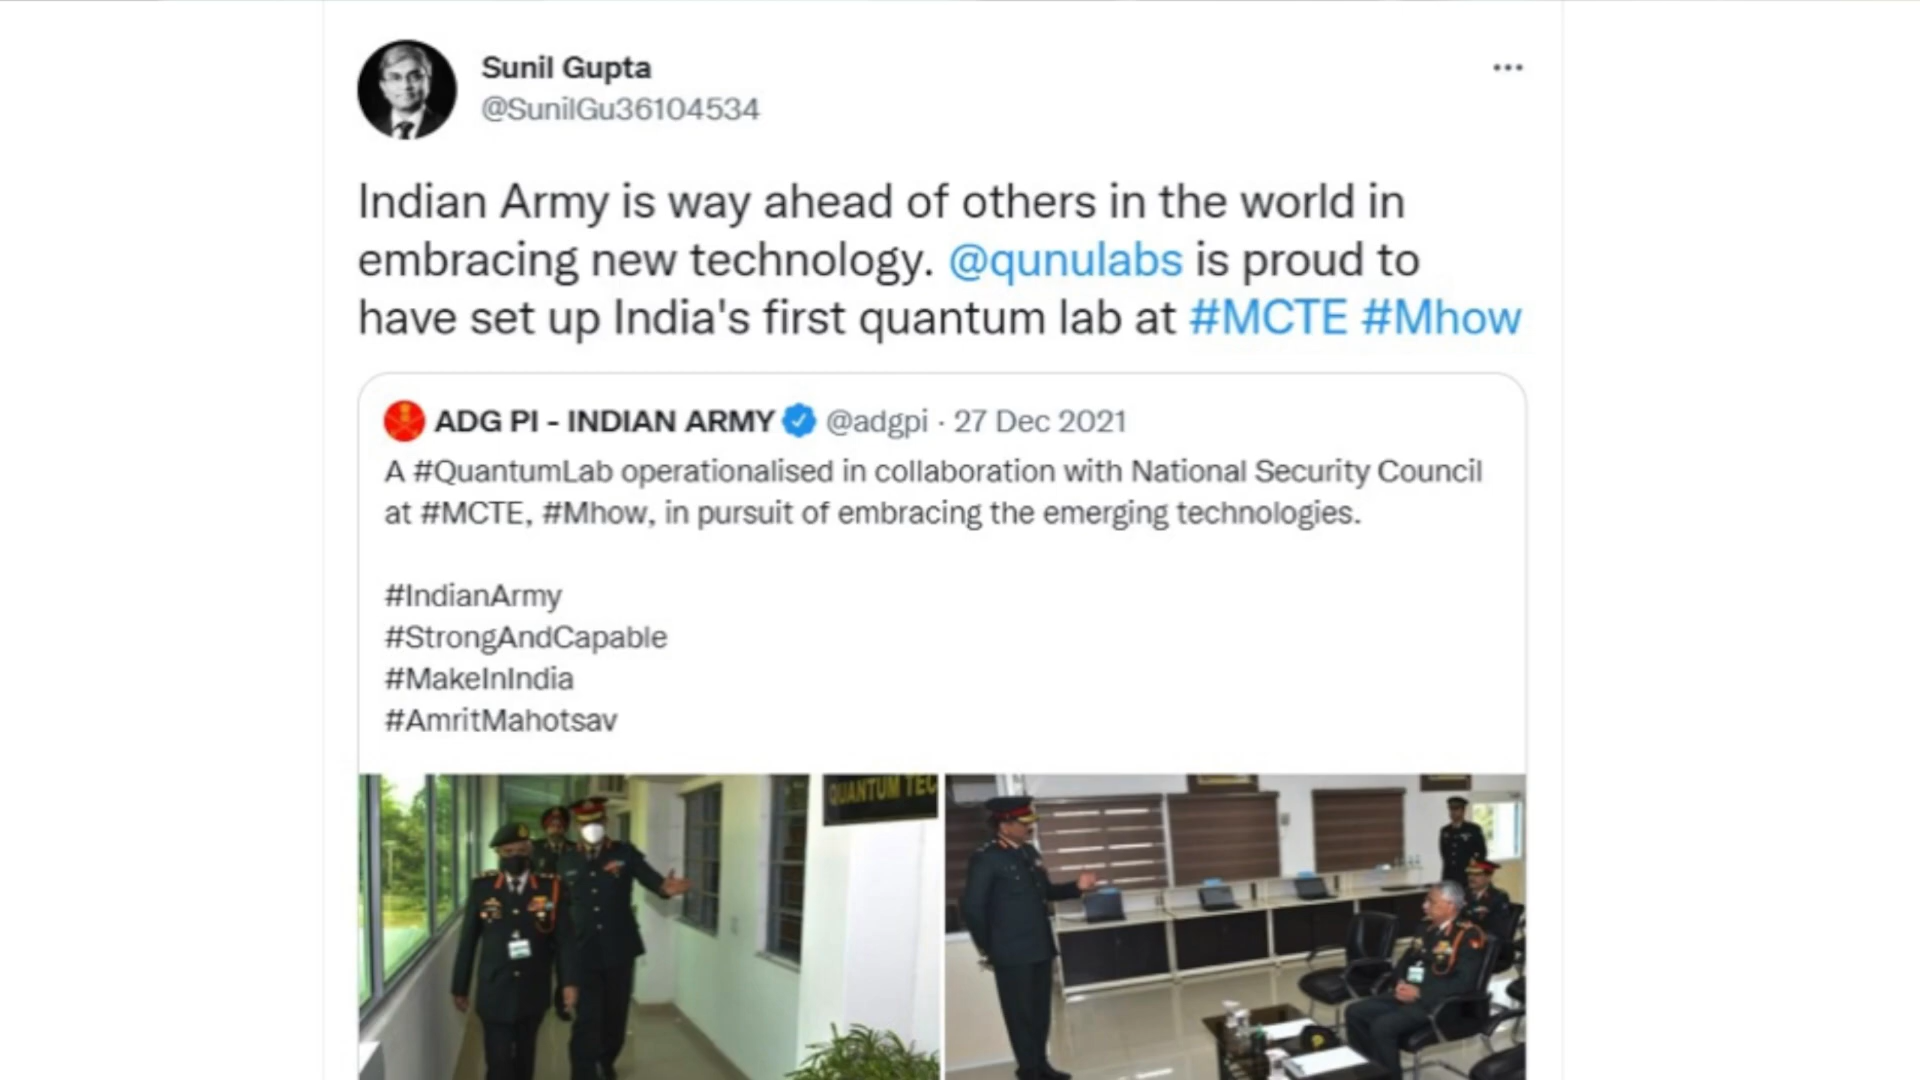 Sunil Gupta
@SunilGu36104534
Indian Army is way ahead of others in the world in
embracing new technology. @qunulabs is proud to
have set up India's first quantum lab at #MCTE #Mhow
ADG PI - INDIAN ARMY @adgpi · 27 Dec 2021
A #QuantumLab operationalised in collaboration with National Security Council
at #MCTE, #Mhow, in pursuit of embracing the emerging technologies.
#IndianArmy
#StrongAndCapable
#MakeInIndia
#AmritMahotsav
QUANTUM TEC